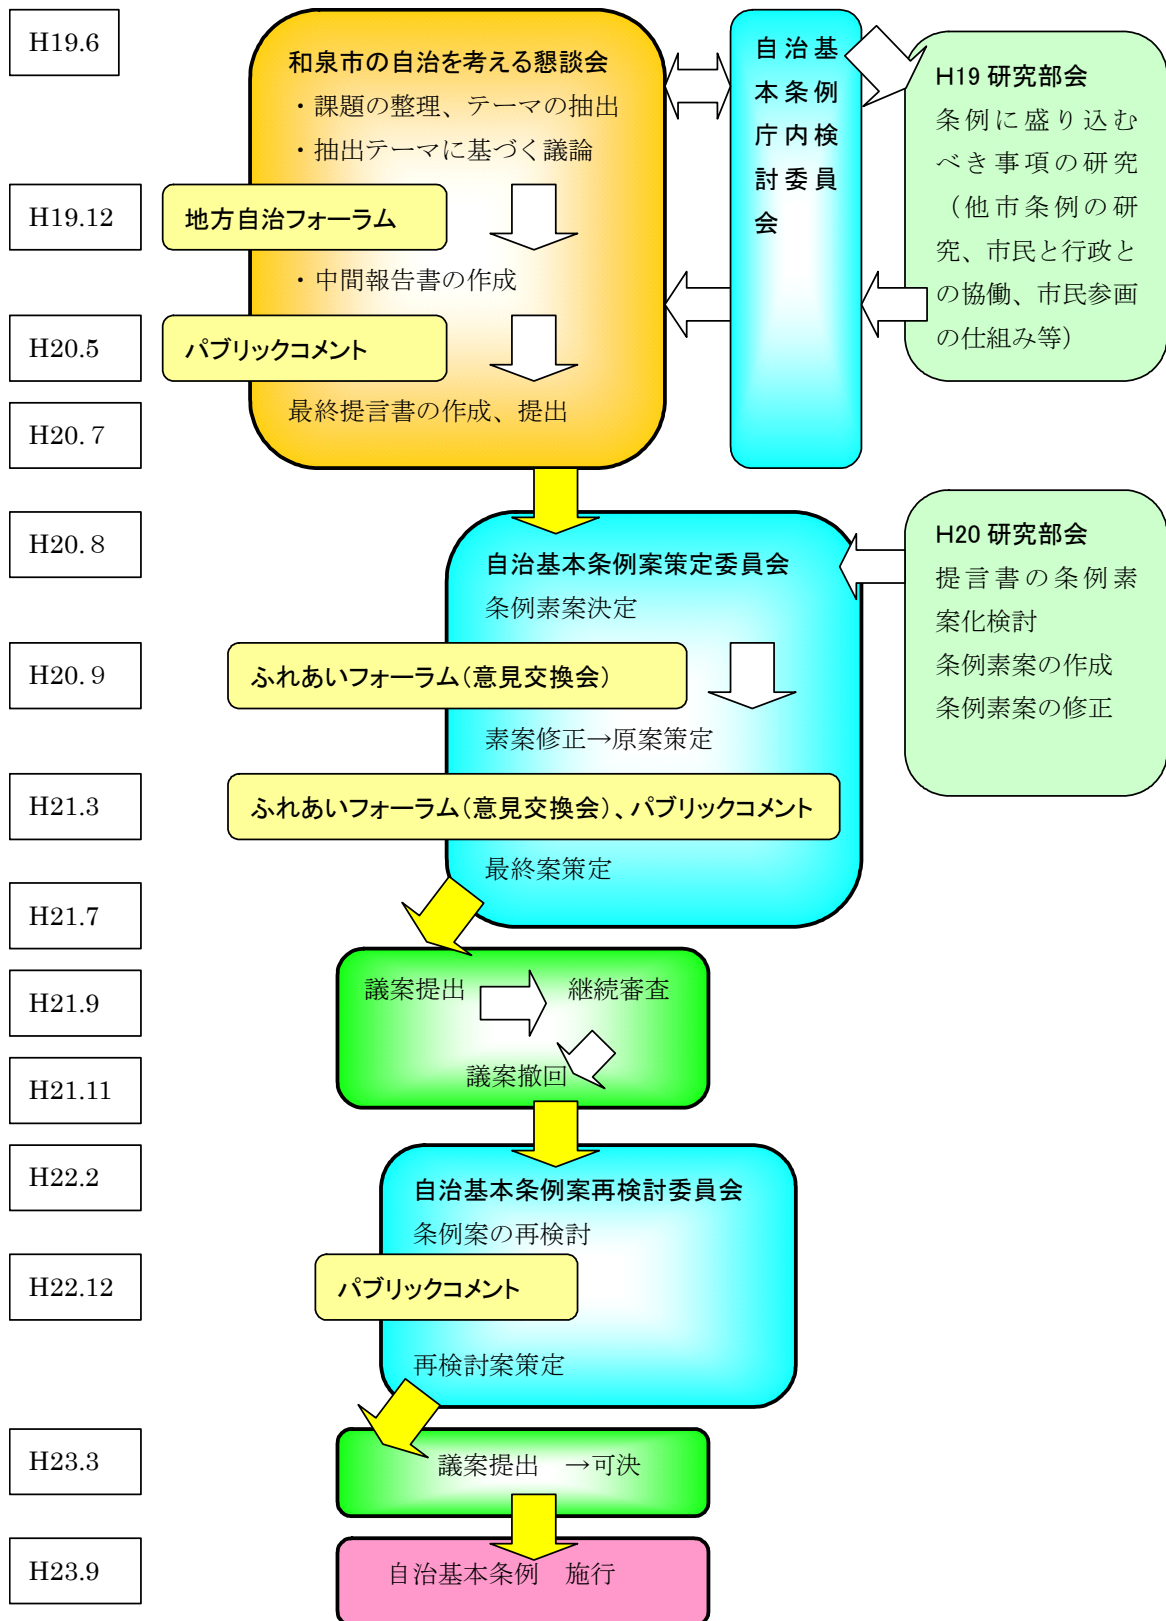 H19.6
和泉市の自治を考える懇談会
・課題の整理、テーマの抽出
・抽出テーマに基づく議論
自治基
本条例
庁内検
討委員
会
H19 研究部会
条例に盛り込む
べき事項の研究
（他市条例の研
究、市民と行政と
の協働、市民参画
の仕組み等）
H19.12
地方自治フォーラム
・中間報告書の作成
H20.5
パブリックコメント
最終提言書の作成、提出
H20.7
H20.8
自治基本条例案策定委員会
条例素案決定
H20 研究部会
提言書の条例素
案化検討
条例素案の作成
条例素案の修正
H20.9
ふれあいフォーラム（意見交換会）
素案修正→原案策定
H21.3
ふれあいフォーラム（意見交換会）、パブリックコメント
最終案策定
H21.7
H21.9
議案提出
継続審査
H21.11
議案撤回
H22.2
自治基本条例案再検討委員会
条例案の再検討
H22.12
パブリックコメント
再検討案策定
H23.3
議案提出　→可決
H23.9
自治基本条例　施行